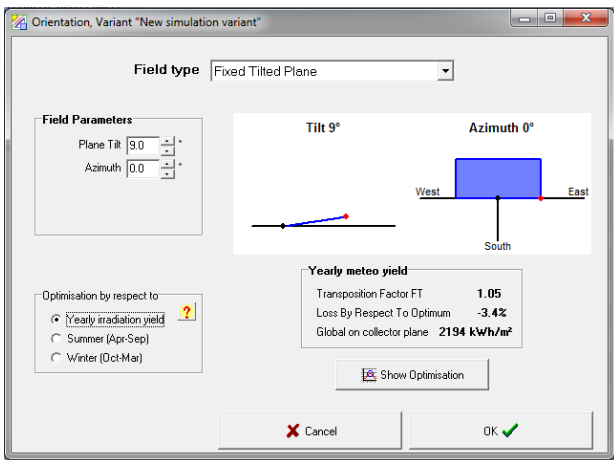 Orientation, Variant "New simulation variant"
Field type Fixed Tilted Plane
Field Parameters
Plane Tilt 9.0 °
Azimuth 0.0 °
Tilt 9° Azimuth 0°
West East
South
Optimisation by respect to
Yearly irradiation yield ?
Summer (Apr-Sep)
Winter (Oct-Mar)
Yearly meteo yield
Transposition Factor FT 1.05
Loss By Respect To Optimum -3.4%
Global on collector plane 2194 kWh/m²
Show Optimisation
Cancel OK